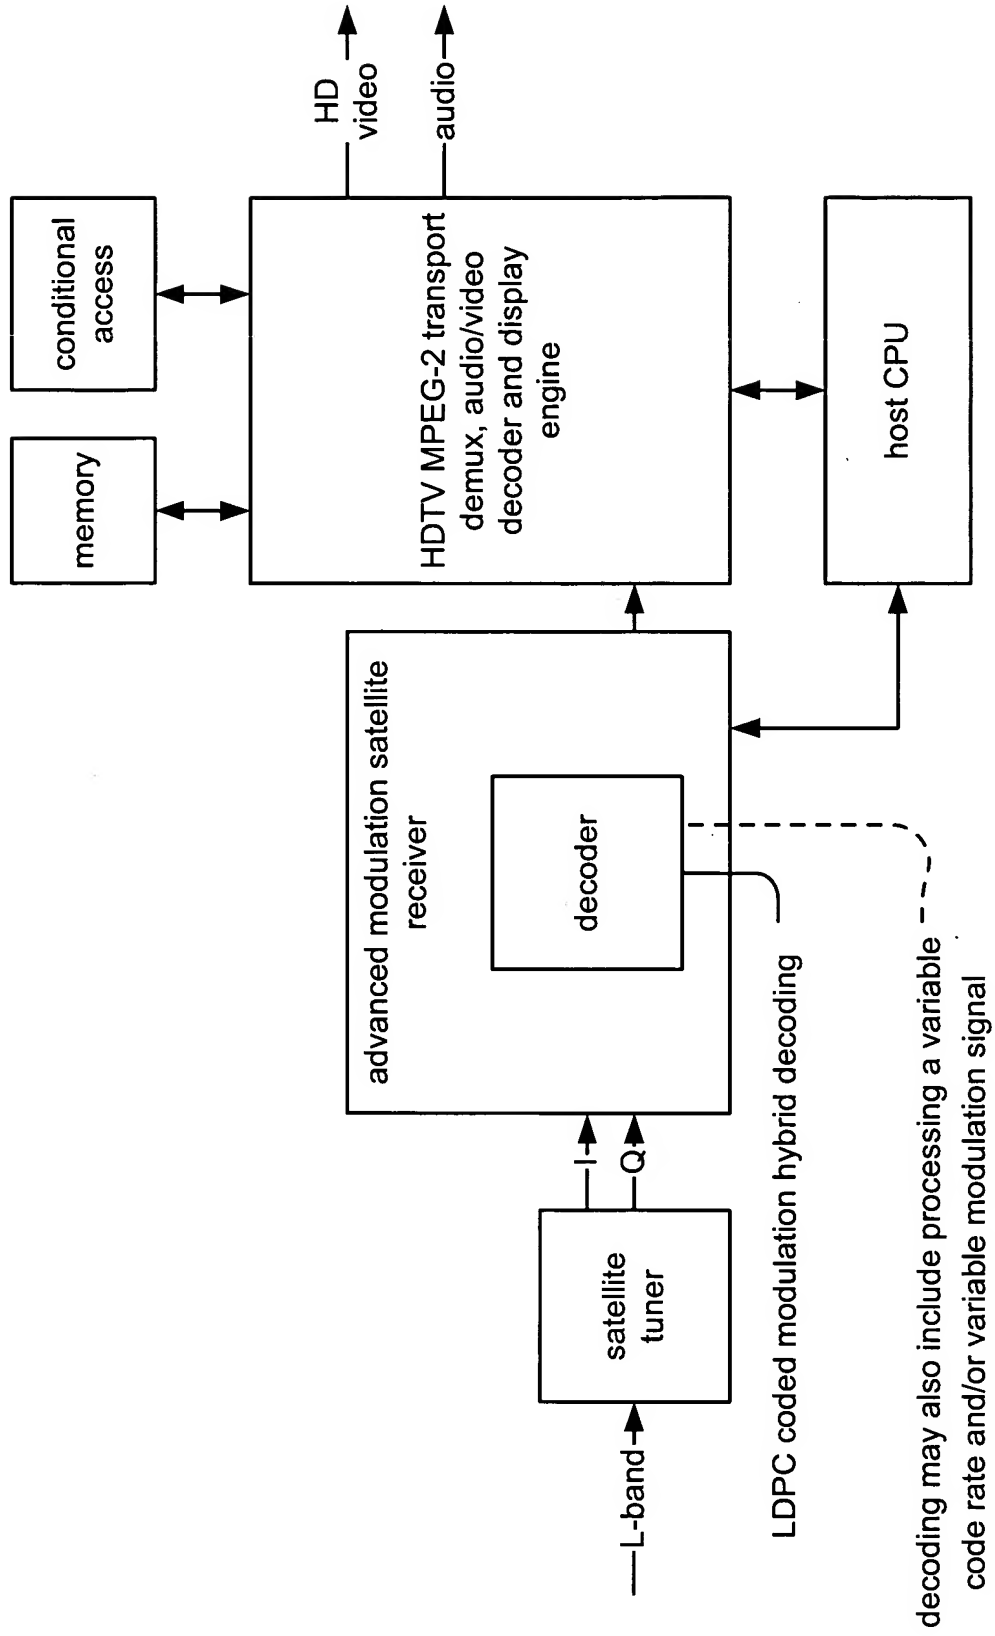 L-band
satellite
tuner
I
Q
advanced modulation satellite
receiver
decoder
LDPC coded modulation hybrid decoding
decoding may also include processing a variable
code rate and/or variable modulation signal
memory
conditional
access
HDTV MPEG-2 transport
demux, audio/video
decoder and display
engine
host CPU
HD
video
audio